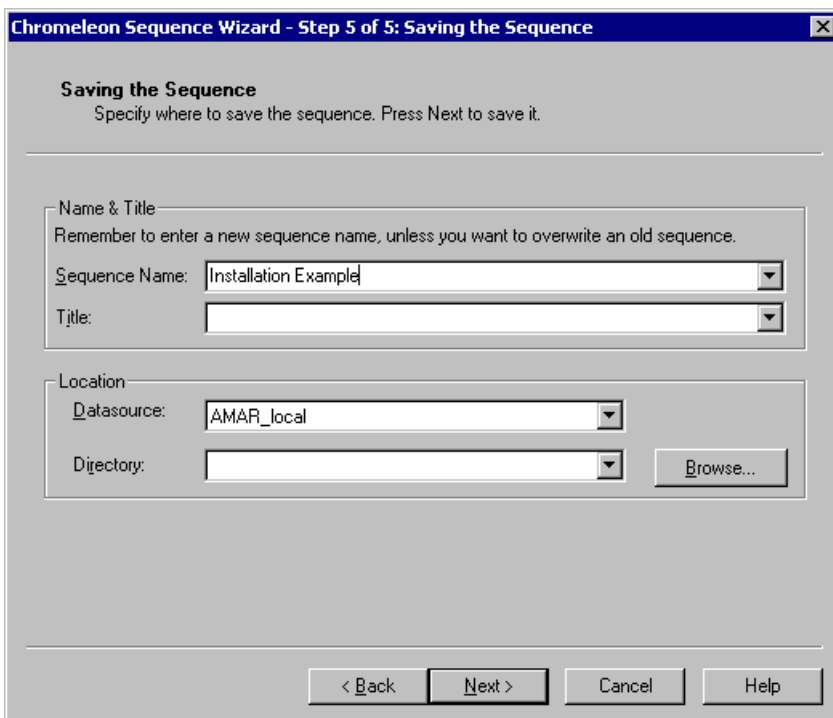 Chromeleon Sequence Wizard - Step 5 of 5: Saving the Sequence
Saving the Sequence
Specify where to save the sequence. Press Next to save it.
Name & Title
Remember to enter a new sequence name, unless you want to overwrite an old sequence.
Sequence Name: Installation Example
Title:
Location
Datasource: AMAR_local
Directory: Browse...
< Back Next > Cancel Help